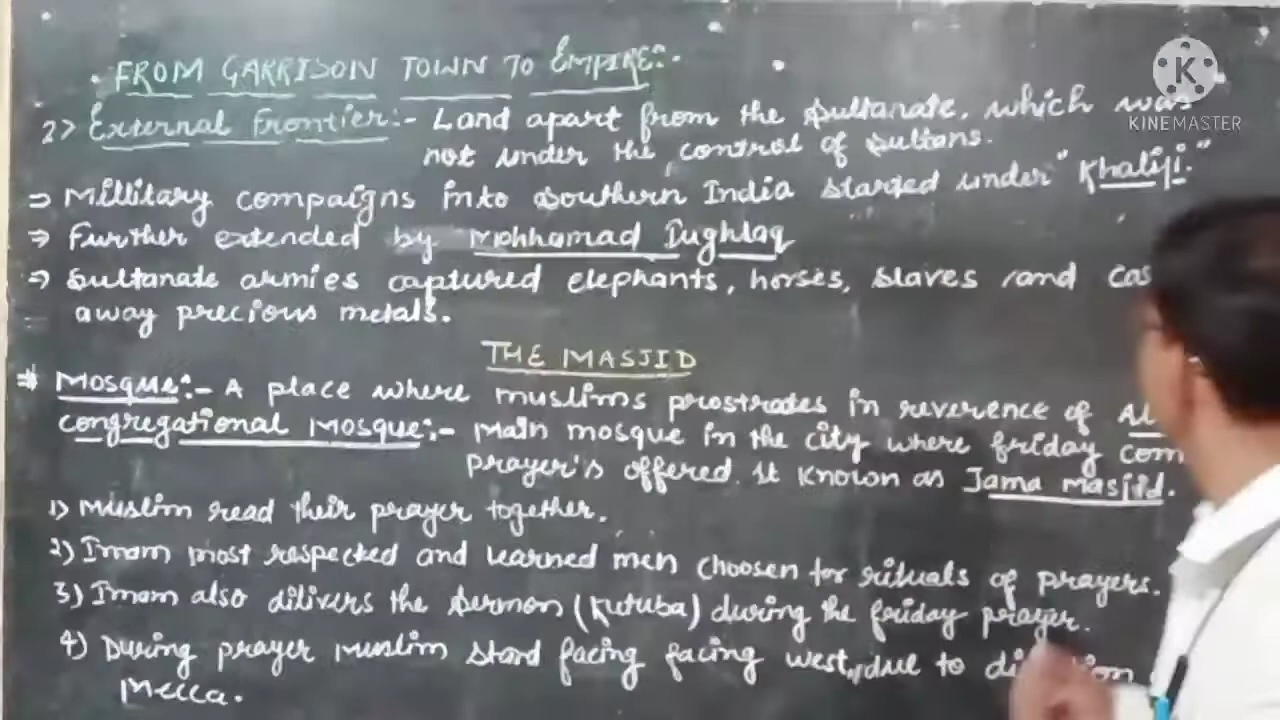 FROM GARRISON TOWN TO EMPIRE:-
K
KINEMASTER
2> External Frontier:- Land apart from the Sultanate, which was
not under the control of Sultans.
⇒ Millitary compaigns into southern India started under "Khaliji."
⇒ Further extended by Mohhamad Tughlaq
⇒ Sultanate armies captured elephants, horses, slaves and
away precious metals.
THE MASJID
Mosque:- A place where muslims prostrates in reverence of
congregational Mosque:- Main mosque in the city where friday
prayer's offered. It known as Jama Masjid.
1) Muslim read their prayer together.
2) Imam most respected and learned men choosen for rituals of prayers.
3) Imam also dilivers the Sermon (Kutuba) during the friday prayer.
4) During prayer Muslim stand facing facing west, due to
Mecca.